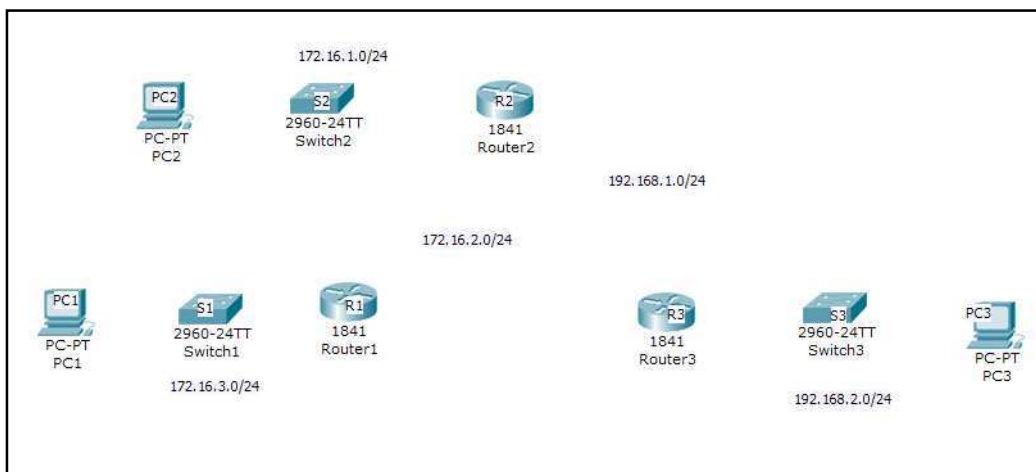 172.16.1.0/24
PC2
S2
R2
PC-PT
PC2
2960-24TT
Switch2
1841
Router2
192.168.1.0/24
172.16.2.0/24
PC1
S1
R1
R3
S3
PC3
PC-PT
PC1
2960-24TT
Switch1
1841
Router1
1841
Router3
2960-24TT
Switch3
PC-PT
PC3
172.16.3.0/24
192.168.2.0/24